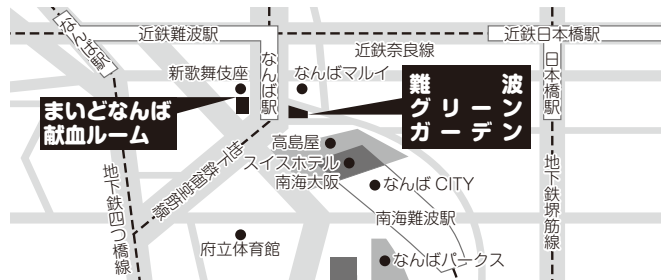 近鉄難波駅
近鉄日本橋駅
なんば駅
近鉄奈良線
新歌舞伎座
なんば駅
なんばマルイ
日本橋駅
まいどなんば
献血ルーム
難波
グリーン
ガーデン
高島屋
スイスホテル
南海大阪
なんばCITY
地下鉄御堂筋線
地下鉄四つ橋線
地下鉄堺筋線
南海難波駅
府立体育館
なんばパークス